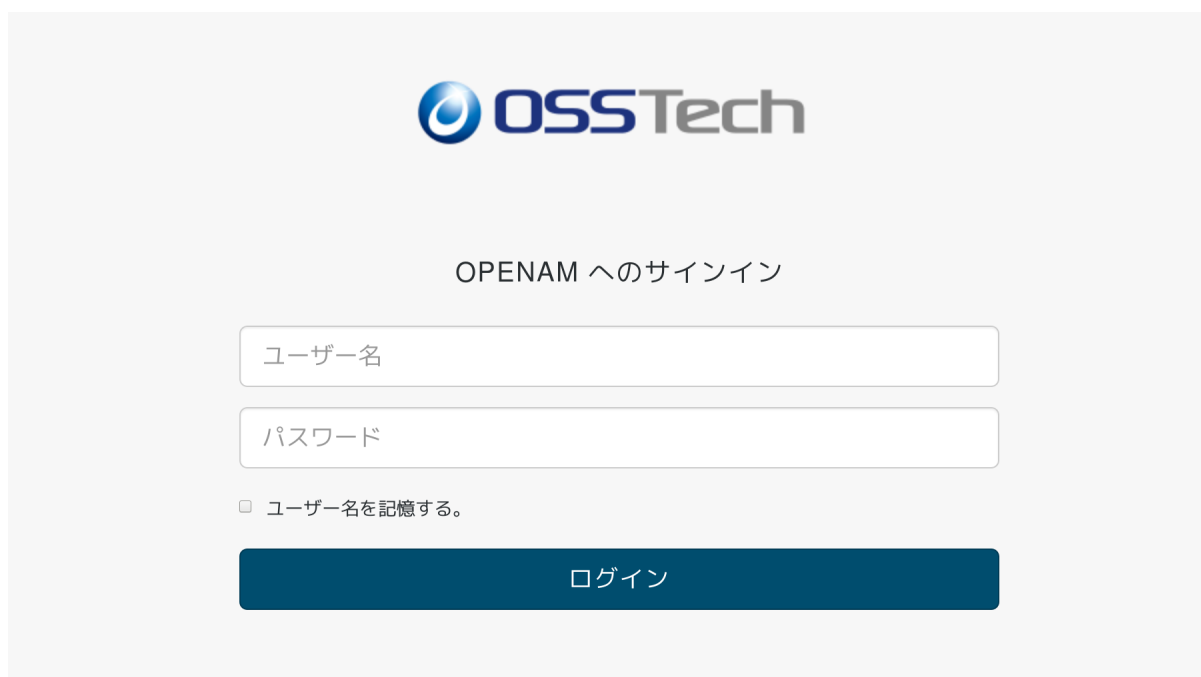 OSSTech
OPENAM へのサインイン
ユーザー名
パスワード
ユーザー名を記憶する。
ログイン